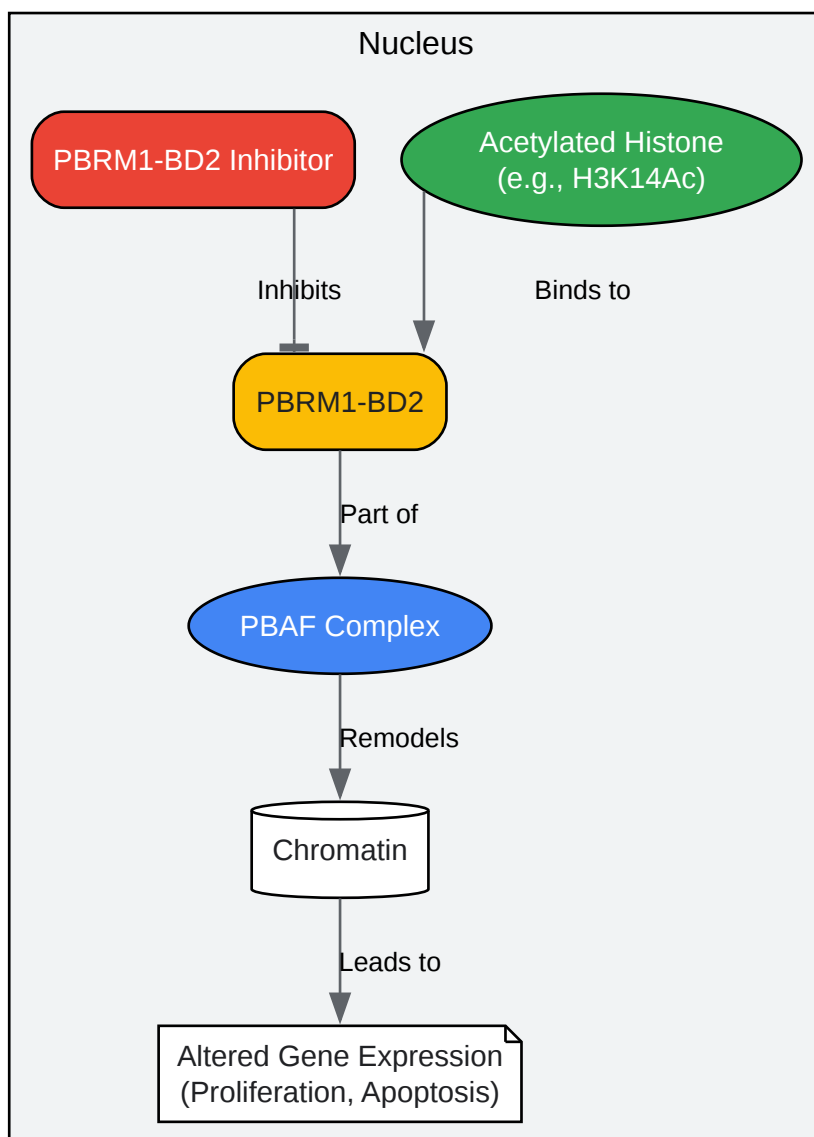 Nucleus
PBRM1-BD2 Inhibitor
Acetylated Histone
(e.g., H3K14Ac)
Inhibits
Binds to
PBRM1-BD2
Part of
PBAF Complex
Remodels
Chromatin
Leads to
Altered Gene Expression
(Proliferation, Apoptosis)